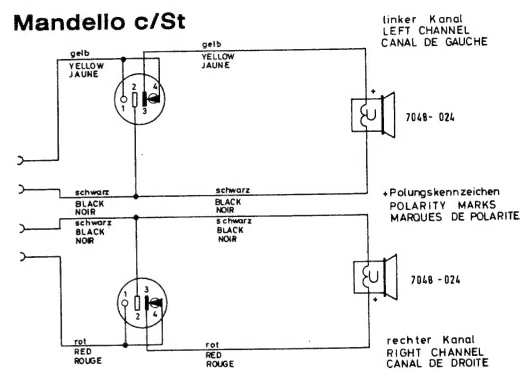 Mandello c/St
linker Kanal
LEFT CHANNEL
CANAL DE GAUCHE
gelb
YELLOW
JAUNE
gelb
YELLOW
JAUNE
2 4
1 3
+
7048-024
schwarz
BLACK
NOIR
schwarz
BLACK
NOIR
+Polungskennzeichen
POLARITY MARKS
MARQUES DE POLARITE
schwarz
BLACK
NOIR
schwarz
BLACK
NOIR
1 3
2 4
7048-024
+
rot
RED
ROUGE
rot
RED
ROUGE
rechter Kanal
RIGHT CHANNEL
CANAL DE DROITE